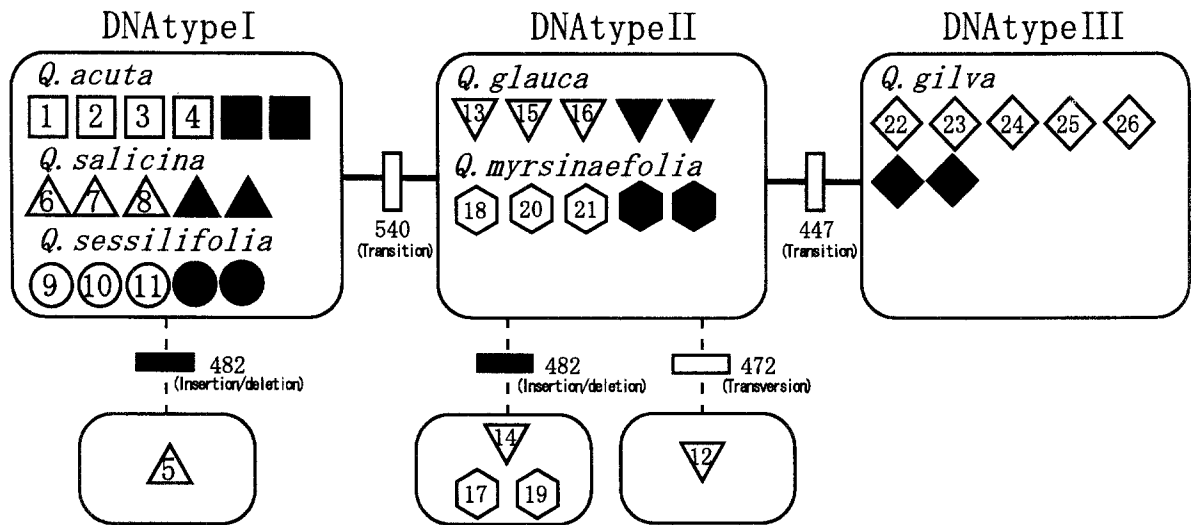 DNAtypeI
DNAtypeII
DNAtypeIII
Q. acuta
1 2 3 4
Q. salicina
6 7 8
Q. sessilifolia
9 10 11
540
(Transition)
Q. glauca
13 15 16
Q. myrsinaefolia
18 20 21
447
(Transition)
Q. gilva
22 23 24 25 26
482
(Insertion/deletion)
482
(Insertion/deletion)
472
(Transversion)
5
14
17 19
12